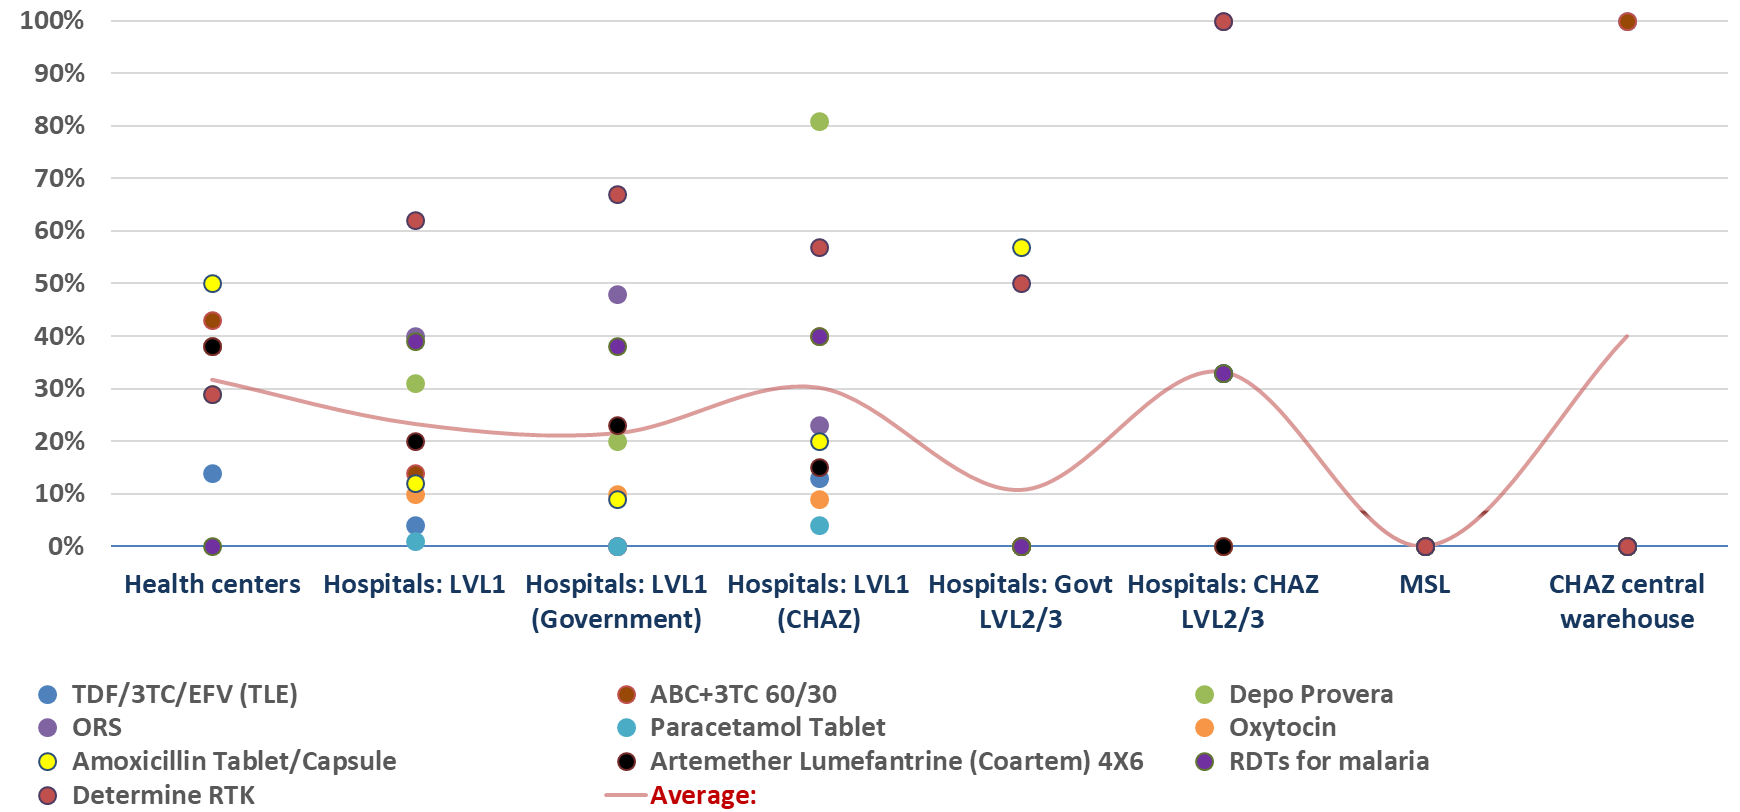 100%
90%
80%
70%
60%
50%
40%
30%
20%
10%
0%
Health centers
Hospitals: LVL1
Hospitals: LVL1
(Government)
Hospitals: LVL1
(CHAZ)
Hospitals: Govt
LVL2/3
Hospitals: CHAZ
LVL2/3
MSL
CHAZ central
warehouse
TDF/3TC/EFV (TLE)
ABC+3TC 60/30
Depo Provera
ORS
Paracetamol Tablet
Oxytocin
Amoxicillin Tablet/Capsule
Artemether Lumefantrine (Coartem) 4X6
RDTs for malaria
Determine RTK
Average: